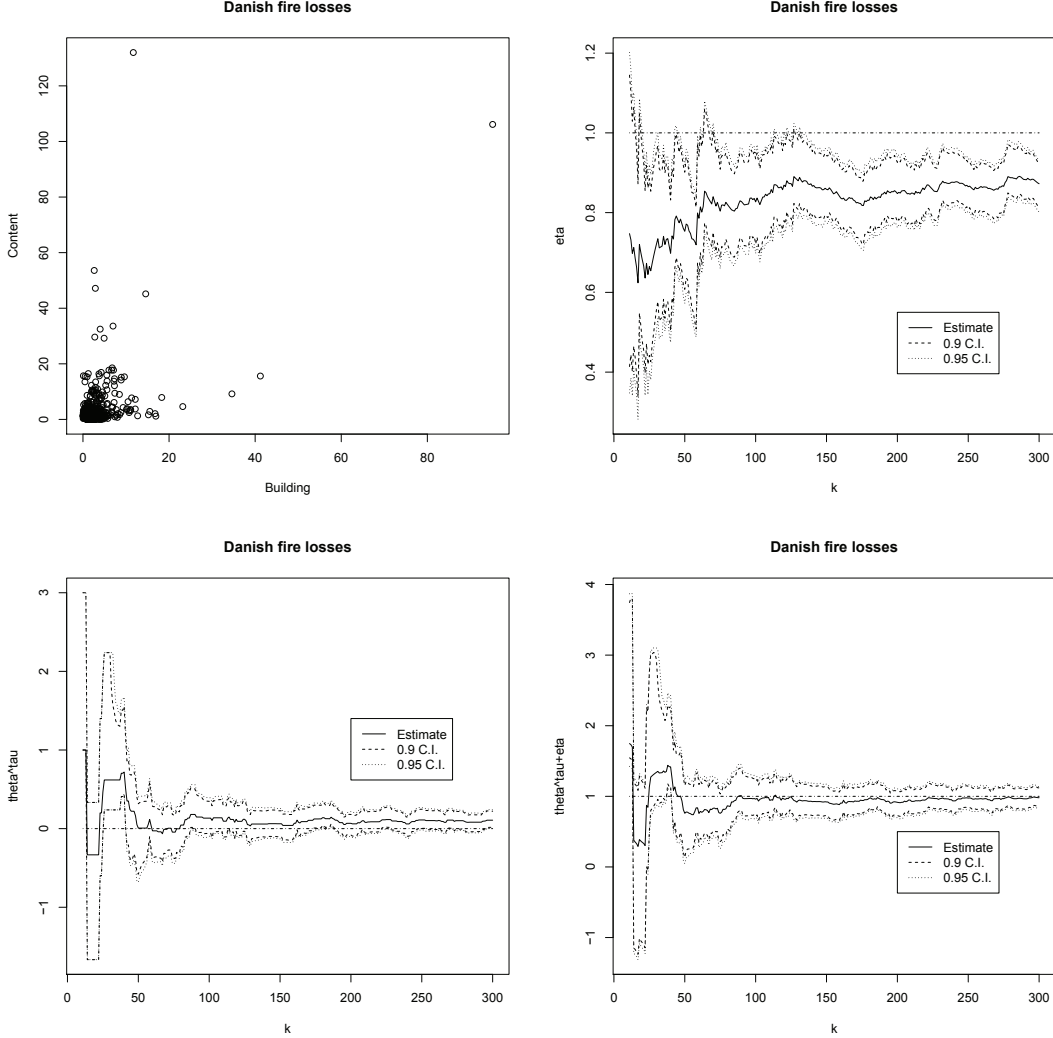 Danish fire losses
Content
0 20 40 60 80 100 120
0 20 40 60 80
Building
Danish fire losses
eta
0.4 0.6 0.8 1.0 1.2
Estimate
0.9 C.I.
0.95 C.I.
0 50 100 150 200 250 300
k
Danish fire losses
theta^tau
−1 0 1 2 3
Estimate
0.9 C.I.
0.95 C.I.
0 50 100 150 200 250 300
k
Danish fire losses
theta^tau+eta
−1 0 1 2 3 4
Estimate
0.9 C.I.
0.95 C.I.
0 50 100 150 200 250 300
k